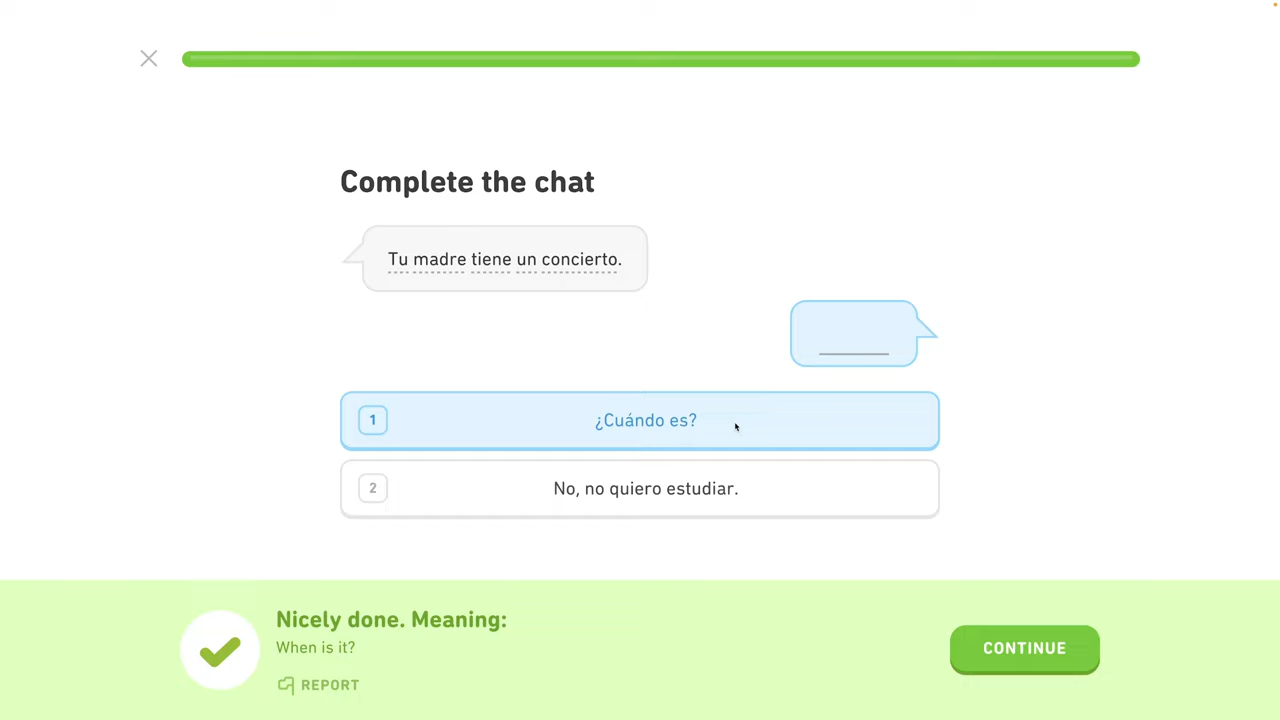 Complete the chat
Tu madre tiene un concierto.
1 ¿Cuándo es?
2 No, no quiero estudiar.
Nicely done. Meaning:
When is it?
REPORT
CONTINUE